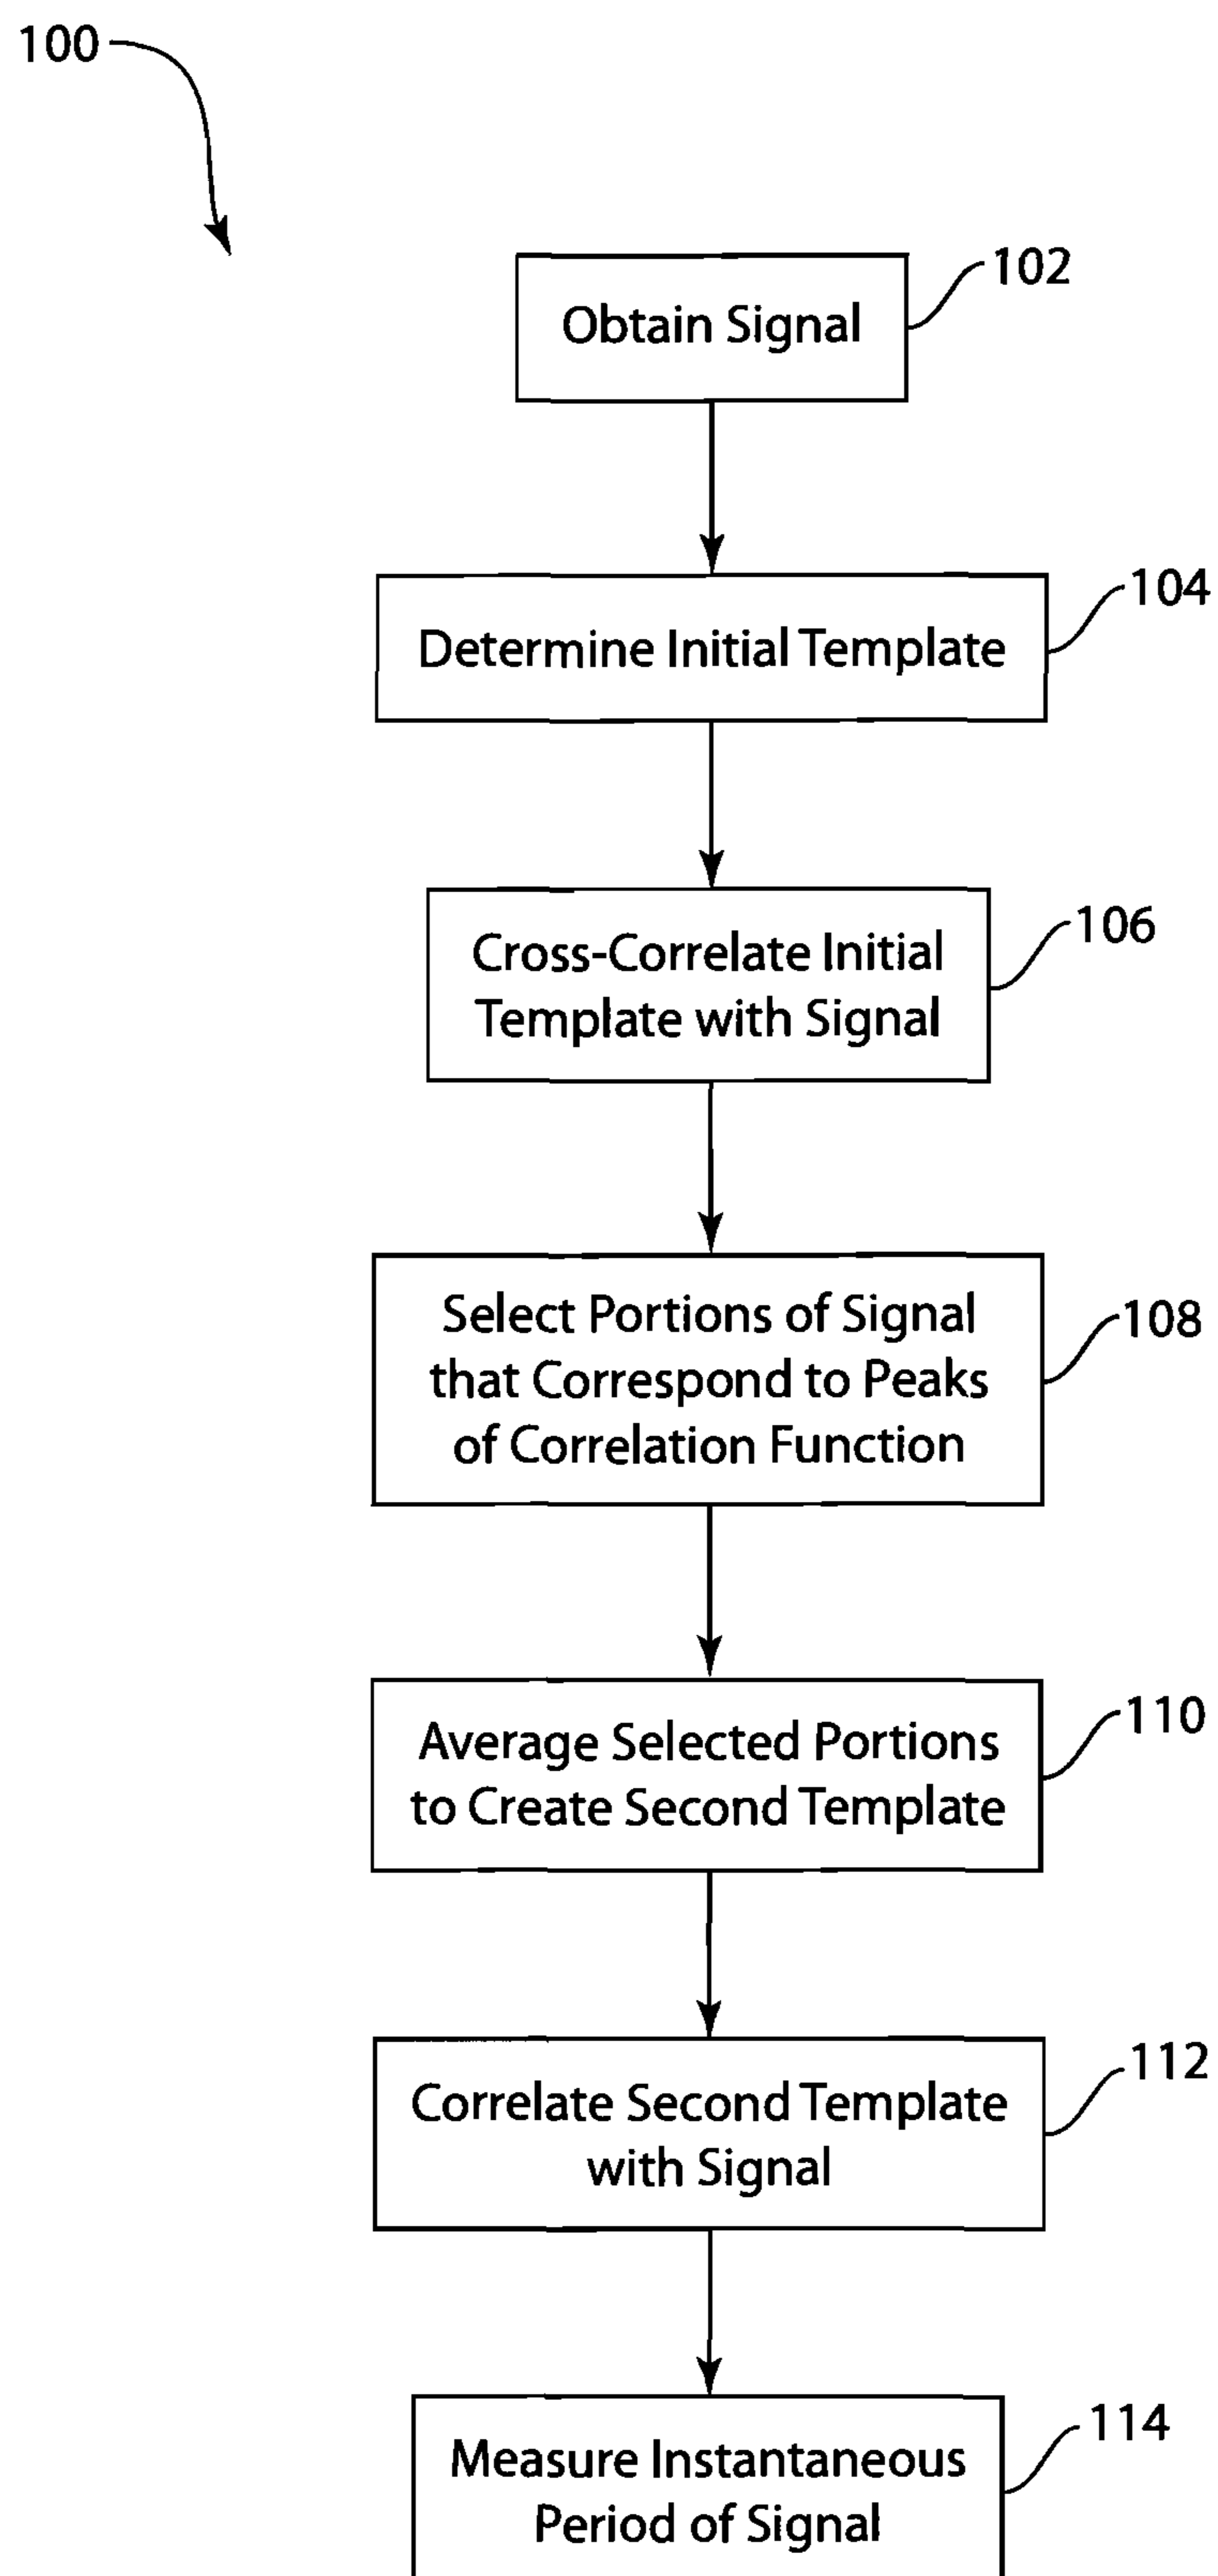 100
102
Obtain Signal
104
Determine Initial Template
106
Cross-Correlate Initial
Template with Signal
108
Select Portions of Signal
that Correspond to Peaks
of Correlation Function
110
Average Selected Portions
to Create Second Template
112
Correlate Second Template
with Signal
114
Measure Instantaneous
Period of Signal